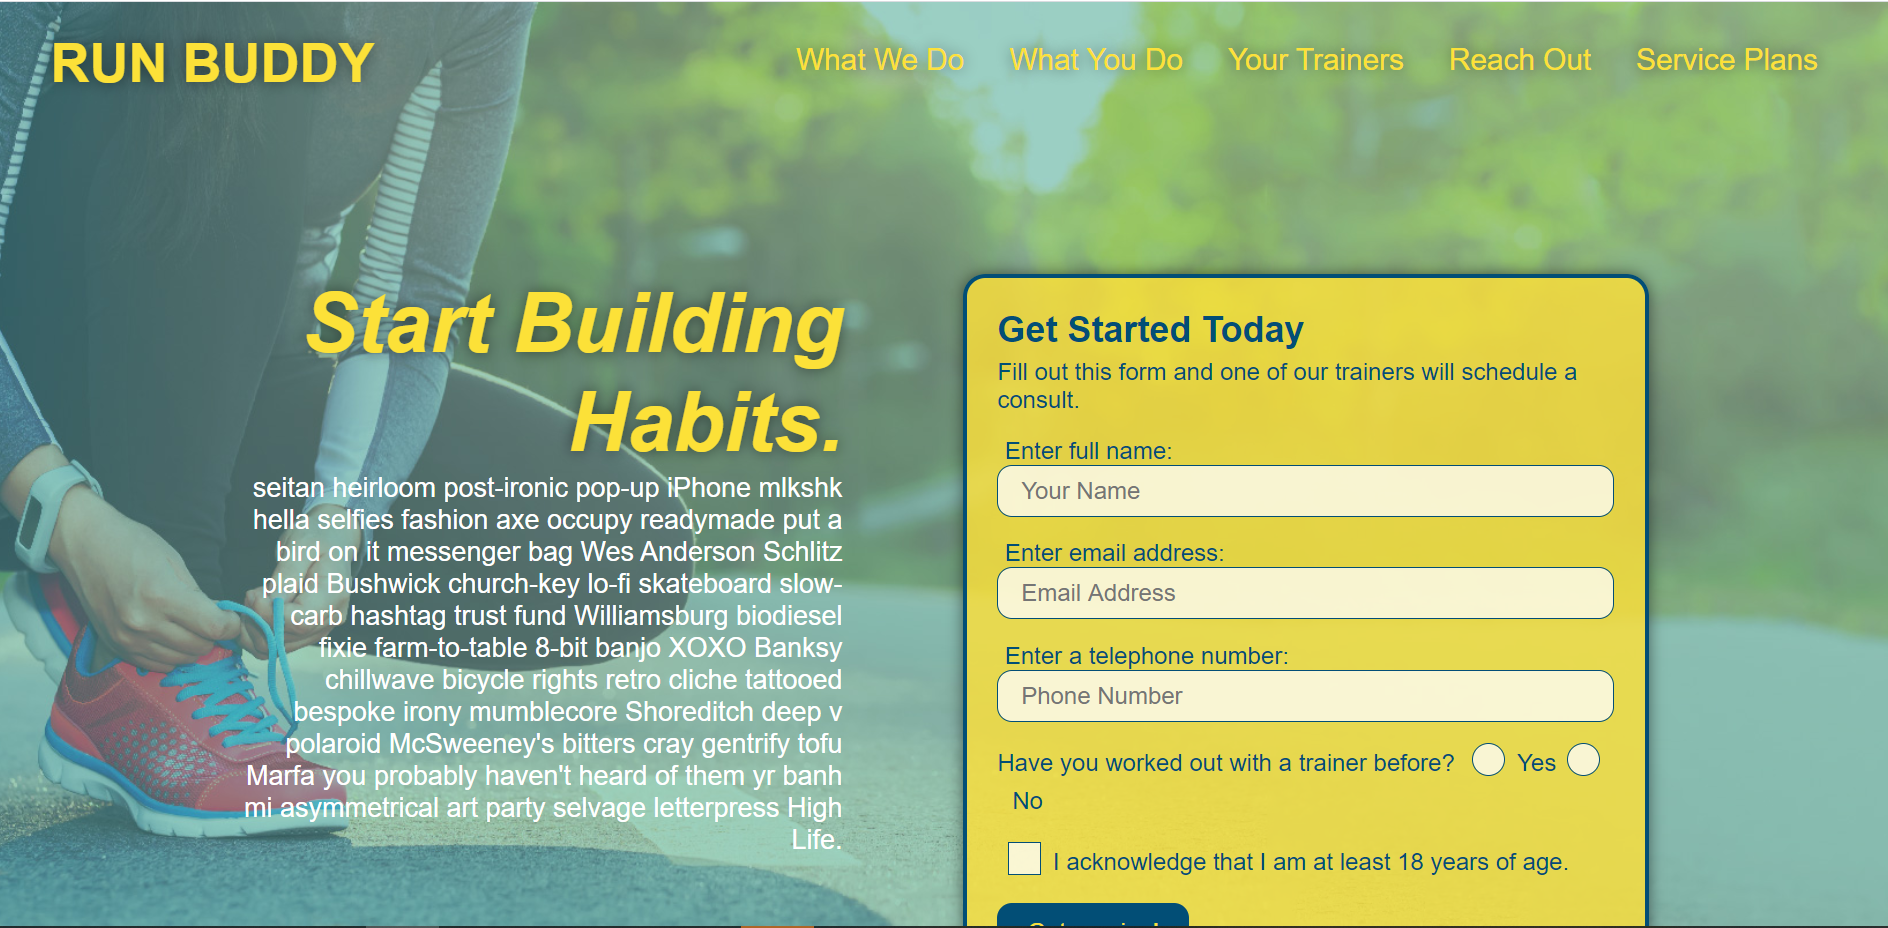 RUN BUDDY
What We Do What You Do Your Trainers Reach Out Service Plans
Start Building
Habits.
seitan heirloom post-ironic pop-up iPhone mlkshk
hella selfies fashion axe occupy readymade put a
bird on it messenger bag Wes Anderson Schlitz
plaid Bushwick church-key lo-fi skateboard slow-
carb hashtag trust fund Williamsburg biodiesel
fixie farm-to-table 8-bit banjo XOXO Banksy
chillwave bicycle rights retro cliche tattooed
bespoke irony mumblecore Shoreditch deep v
polaroid McSweeney's bitters cray gentrify tofu
Marfa you probably haven't heard of them yr banh
mi asymmetrical art party selvage letterpress High
Life.
Get Started Today
Fill out this form and one of our trainers will schedule a
consult.
Enter full name:
Your Name
Enter email address:
Email Address
Enter a telephone number:
Phone Number
Have you worked out with a trainer before? Yes
No
I acknowledge that I am at least 18 years of age.